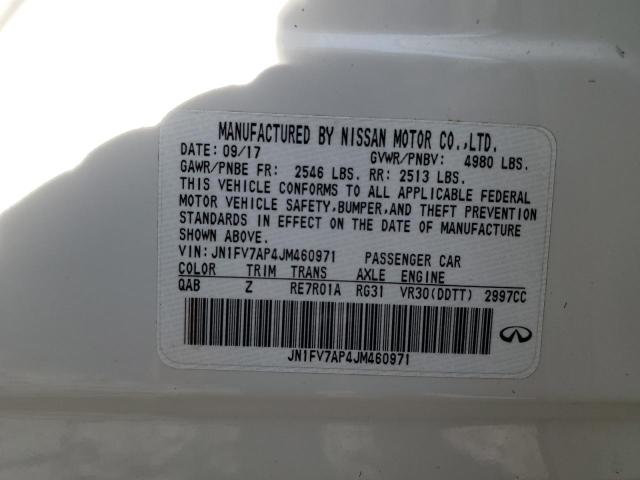 MANUFACTURED BY NISSAN MOTOR CO.,LTD.
DATE: 09/17 GVWR/PNBV: 4980 LBS.
GAWR/PNBE FR: 2546 LBS. RR: 2513 LBS.
THIS VEHICLE CONFORMS TO ALL APPLICABLE FEDERAL
MOTOR VEHICLE SAFETY,BUMPER,AND THEFT PREVENTION
STANDARDS IN EFFECT ON THE DATE OF MANUFACTURE
SHOWN ABOVE.
VIN:JN1FV7AP4JM460971 PASSENGER CAR
COLOR TRIM TRANS AXLE ENGINE
QAB Z RE7R01A RG31 VR30(DDTT) 2997CC
JN1FV7AP4JM460971